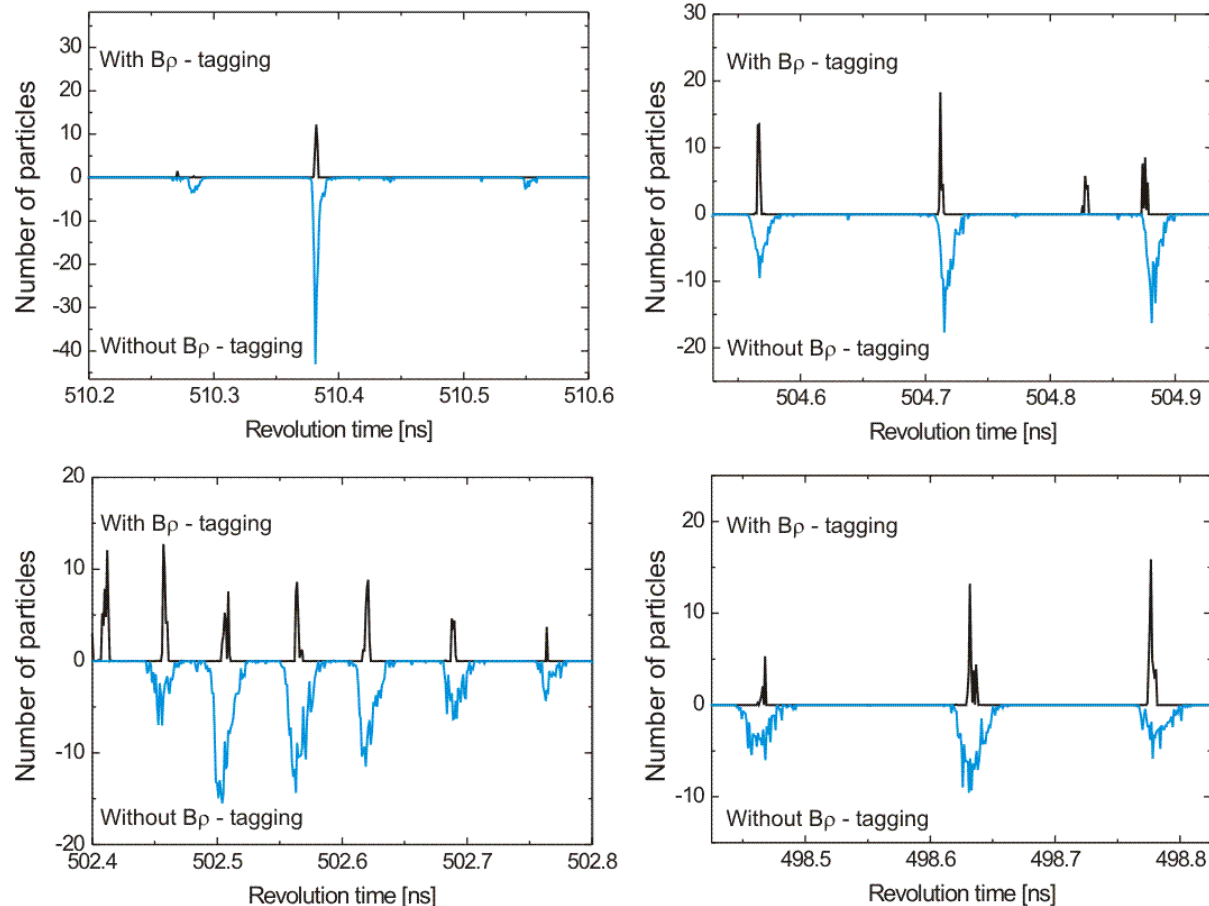 With Bρ - tagging
Number of particles
30
20
10
0
-10
-20
-30
-40
Without Bρ - tagging
510.2
510.3
510.4
510.5
510.6
Revolution time [ns]
With Bρ - tagging
Number of particles
30
20
10
0
-10
-20
Without Bρ - tagging
504.6
504.7
504.8
504.9
Revolution time [ns]
With Bρ - tagging
Number of particles
20
10
0
-10
-20
Without Bρ - tagging
502.4
502.5
502.6
502.7
502.8
Revolution time [ns]
With Bρ - tagging
Number of particles
20
10
0
-10
Without Bρ - tagging
498.5
498.6
498.7
498.8
Revolution time [ns]